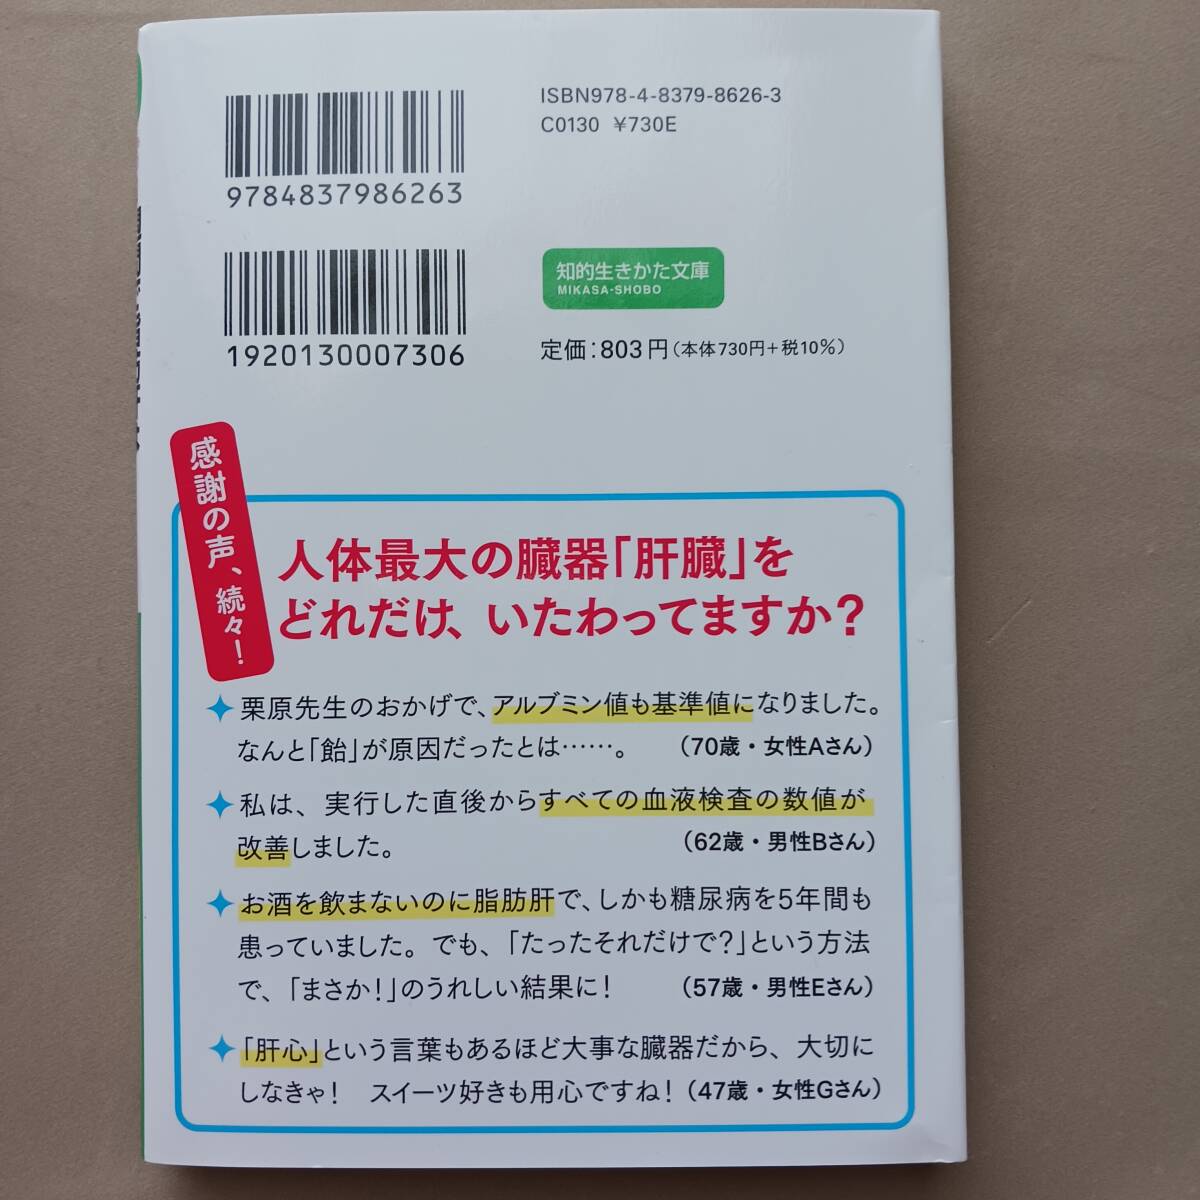 ISBN978-4-8379-8626-3
C0130 ¥730E
9784837986263
知的生きかた文庫
MIKASA-SHOBO
1920130007306
定価:803円(本体730円+税10%)
感謝の声、続々!
人体最大の臓器「肝臓」を
どれだけ、いたわってますか?
栗原先生のおかげで、アルブミン値も基準値になりました。
なんと「飴」が原因だったとは……。 (70歳・女性Aさん)
私は、実行した直後からすべての血液検査の数値が
改善しました。 (62歳・男性Bさん)
お酒を飲まないのに脂肪肝で、しかも糖尿病を5年間も
患っていました。でも、「たったそれだけで?」という方法
で、「まさか!」のうれしい結果に! (57歳・男性Eさん)
「肝心」という言葉もあるほど大事な臓器だから、大切に
しなきゃ! スイーツ好きも用心ですね! (47歳・女性Gさん)